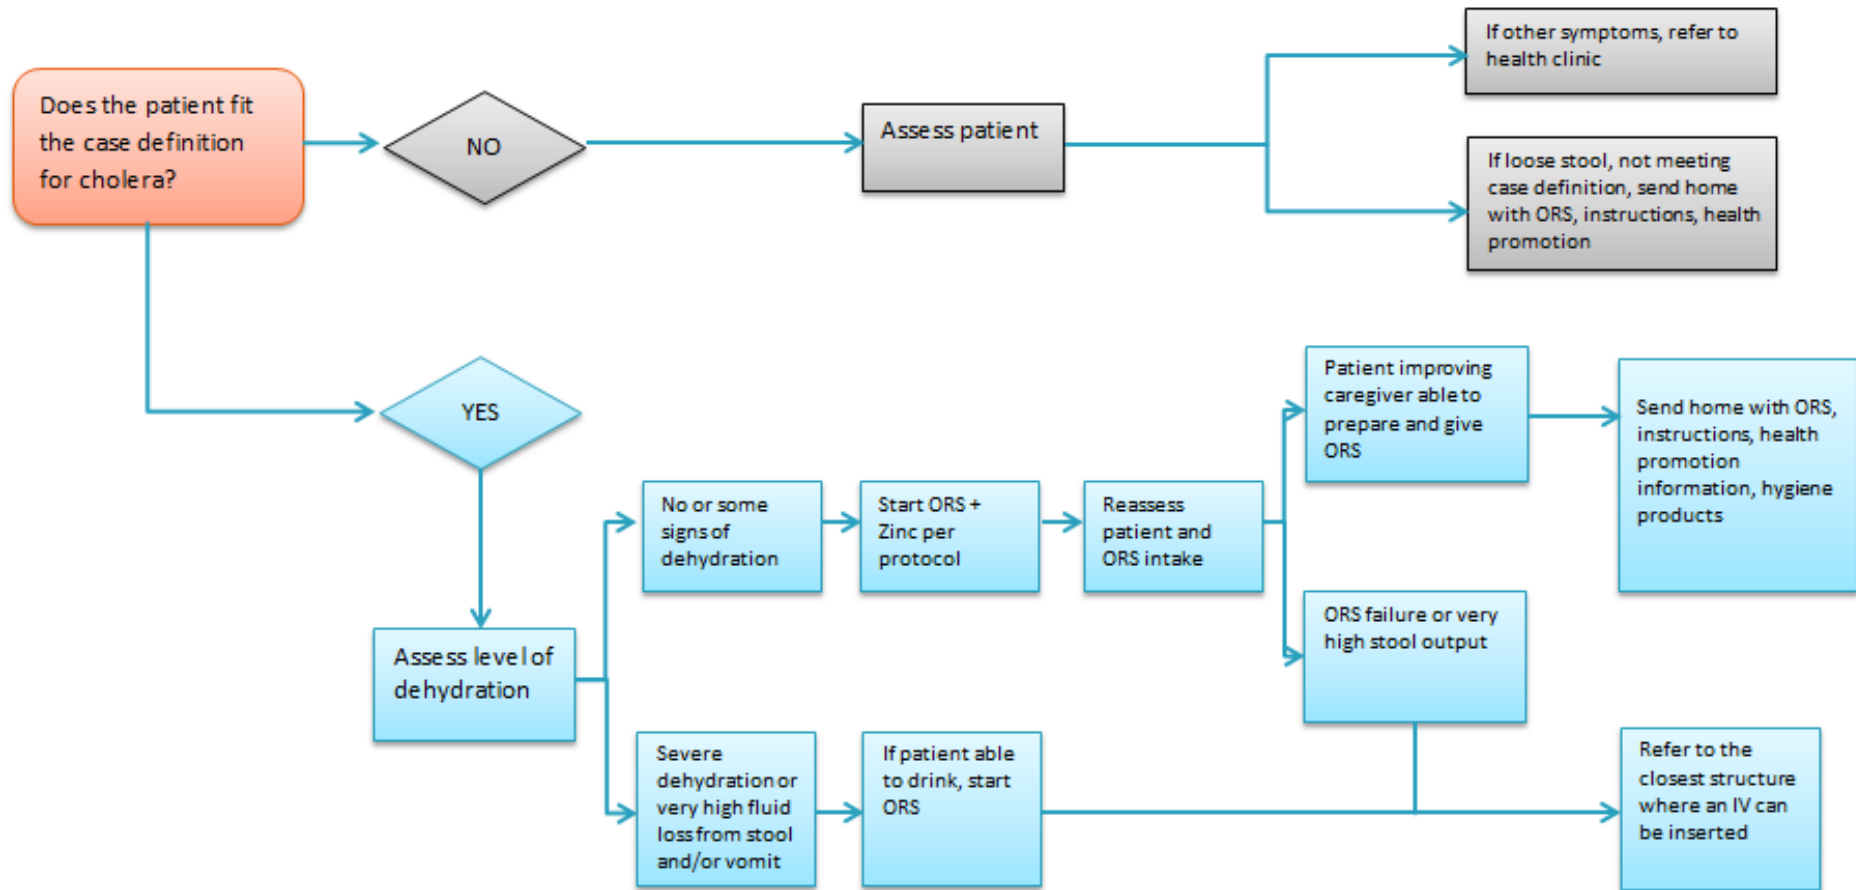 Does the patient fit
the case definition
for cholera?
NO
Assess patient
If other symptoms, refer to
health clinic
If loose stool, not meeting
case definition, send home
with ORS, instructions, health
promotion
YES
Assess level of
dehydration
No or some
signs of
dehydration
Start ORS +
Zinc per
protocol
Reassess
patient and
ORS intake
Patient improving
caregiver able to
prepare and give
ORS
Send home with ORS,
instructions, health
promotion
information, hygiene
products
ORS failure or very
high stool output
Severe
dehydration or
very high fluid
loss from stool
and/or vomit
If patient able
to drink, start
ORS
Refer to the
closest structure
where an IV can
be inserted